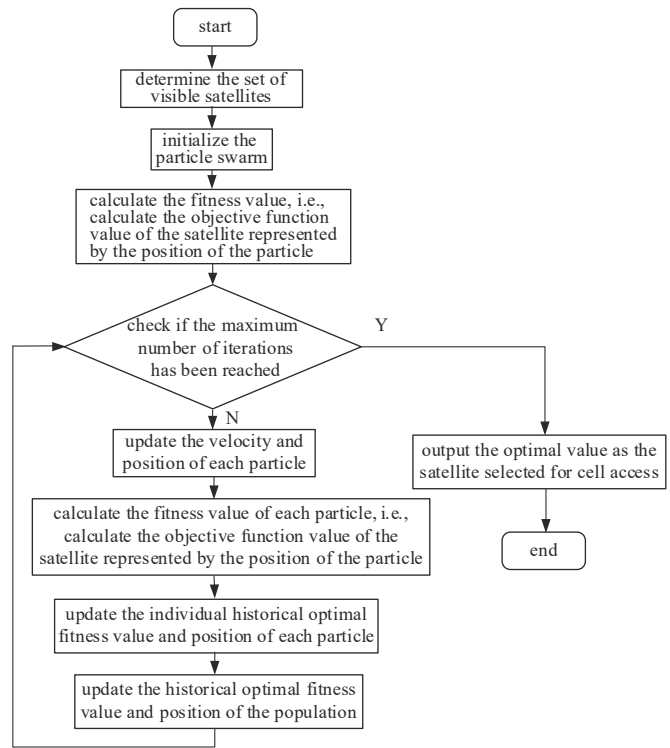 start
determine the set of
visible satellites
initialize the
particle swarm
calculate the fitness value, i.e.,
calculate the objective function
value of the satellite represented
by the position of the particle
check if the maximum
number of iterations
has been reached
Y
N
update the velocity and
position of each particle
output the optimal value as the
satellite selected for cell access
calculate the fitness value of each particle, i.e.,
calculate the objective function value of the
satellite represented by the position of the particle
end
update the individual historical optimal
fitness value and position of each particle
update the historical optimal fitness
value and position of the population